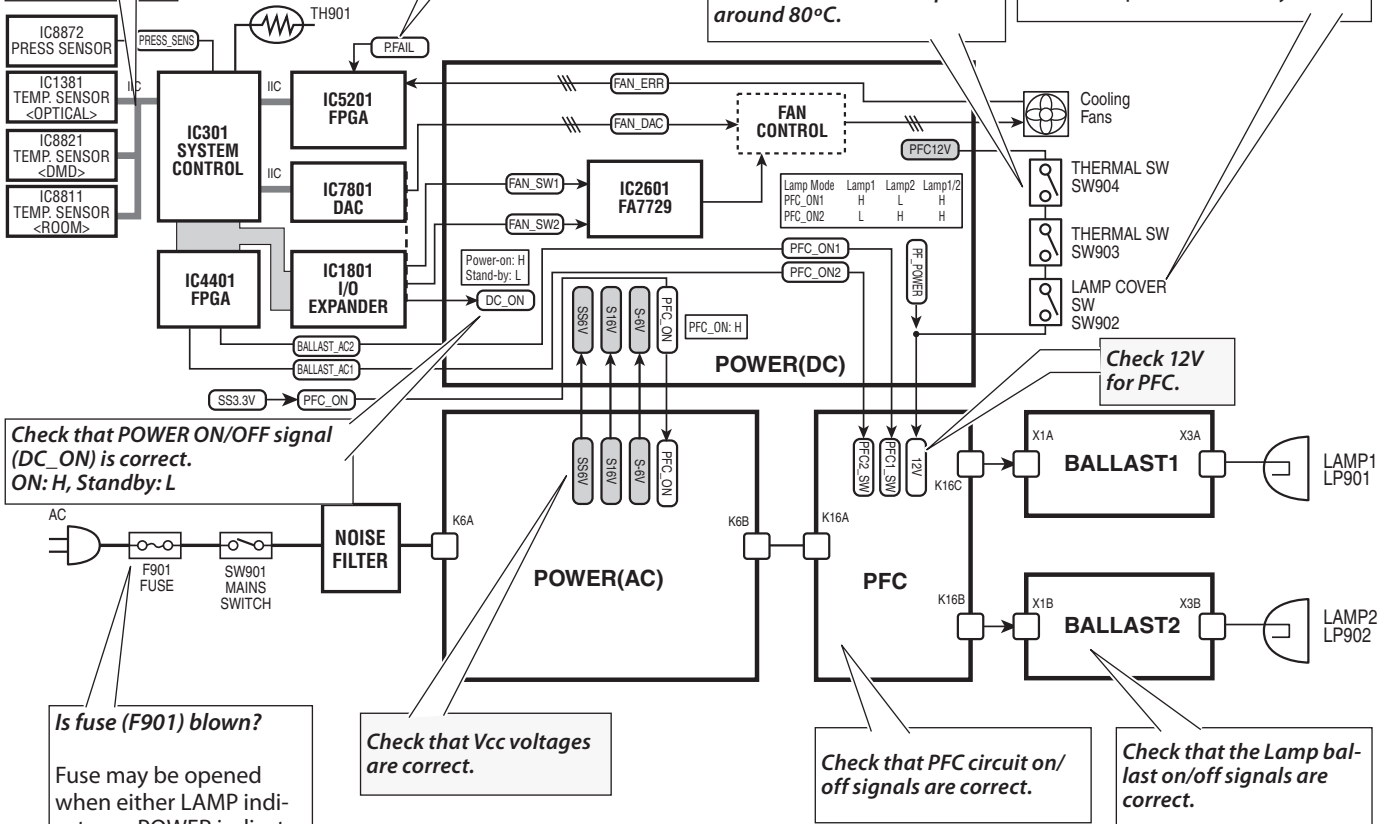 TH901
around 80ºC.
IC8872
PRESS SENSOR
PRESS_SENS
P.FAIL
IC1381
TEMP. SENSOR
<OPTICAL>
IIC
IC8821
TEMP. SENSOR
<DMD>
IC8811
TEMP. SENSOR
<ROOM>
IC301
SYSTEM
CONTROL
IIC
IIC
IC5201
FPGA
IC7801
DAC
IC4401
FPGA
IC1801
I/O
EXPANDER
FAN_ERR
FAN_DAC
FAN_SW1
FAN_SW2
IC2601
FA7729
FAN
CONTROL
Cooling
Fans
PFC12V
Lamp Mode Lamp1 Lamp2 Lamp1/2
PFC_ON1 H L H
PFC_ON2 L H H
THERMAL SW
SW904
THERMAL SW
SW903
LAMP COVER
SW
SW902
PFC_ON1
PFC_ON2
PF_POWER
Power-on: H
Stand-by: L
DC_ON
SS6V
S16V
S-6V
PFC_ON
PFC_ON: H
POWER(DC)
BALLAST_AC2
BALLAST_AC1
SS3.3V
PFC_ON
Check 12V
for PFC.
Check that POWER ON/OFF signal
(DC_ON) is correct.
ON: H, Standby: L
SS6V
S16V
S-6V
PFC_ON
PFC2_SW
PFC1_SW
12V
K16C
X1A
X3A
BALLAST1
LAMP1
LP901
AC
F901
FUSE
SW901
MAINS
SWITCH
NOISE
FILTER
K6A
POWER(AC)
K6B
K16A
PFC
K16B
X1B
X3B
BALLAST2
LAMP2
LP902
Is fuse (F901) blown?
Fuse may be opened
when either LAMP indi-
Check that Vcc voltages
are correct.
Check that PFC circuit on/
off signals are correct.
Check that the Lamp bal-
last on/off signals are
correct.